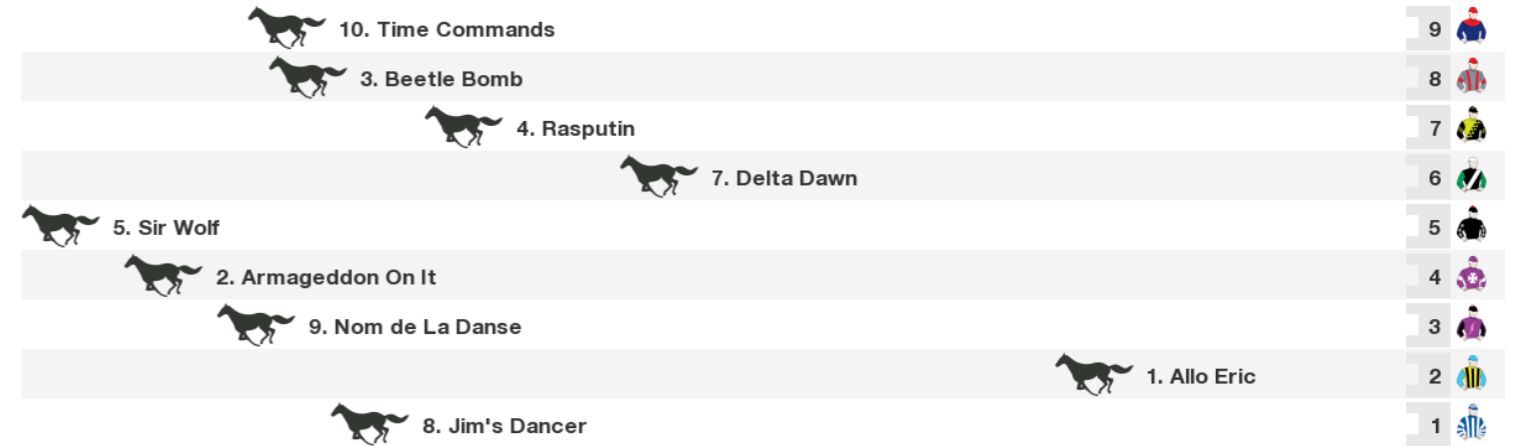 10. Time Commands 9
3. Beetle Bomb 8
4. Rasputin 7
7. Delta Dawn 6
5. Sir Wolf 5
2. Armageddon On It 4
9. Nom de La Danse 3
1. Allo Eric 2
8. Jim's Dancer 1